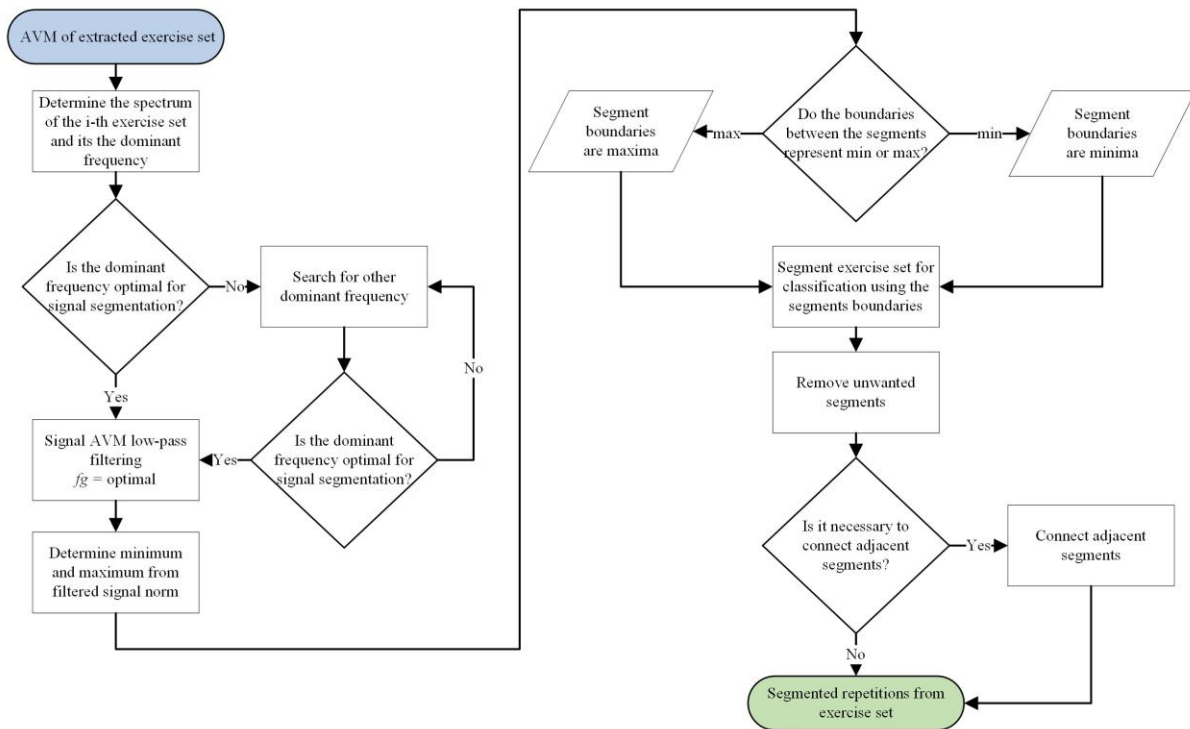 AVM of extracted exercise set
Determine the spectrum
of the i-th exercise set
and its the dominant
frequency
Is the dominant
frequency optimal for
signal segmentation?
No
Search for other
dominant frequency
No
Yes
Is the dominant
frequency optimal for
signal segmentation?
Yes
Signal AVM low-pass
filtering
fg = optimal
Determine minimum
and maximum from
filtered signal norm
Do the boundaries
between the segments
represent min or max?
max
Segment
boundaries
are maxima
min
Segment
boundaries
are minima
Segment exercise set for
classification using the
segments boundaries
Remove unwanted
segments
Is it necessary to
connect adjacent
segments?
Yes
Connect adjacent
segments
No
Segmented repetitions from
exercise set